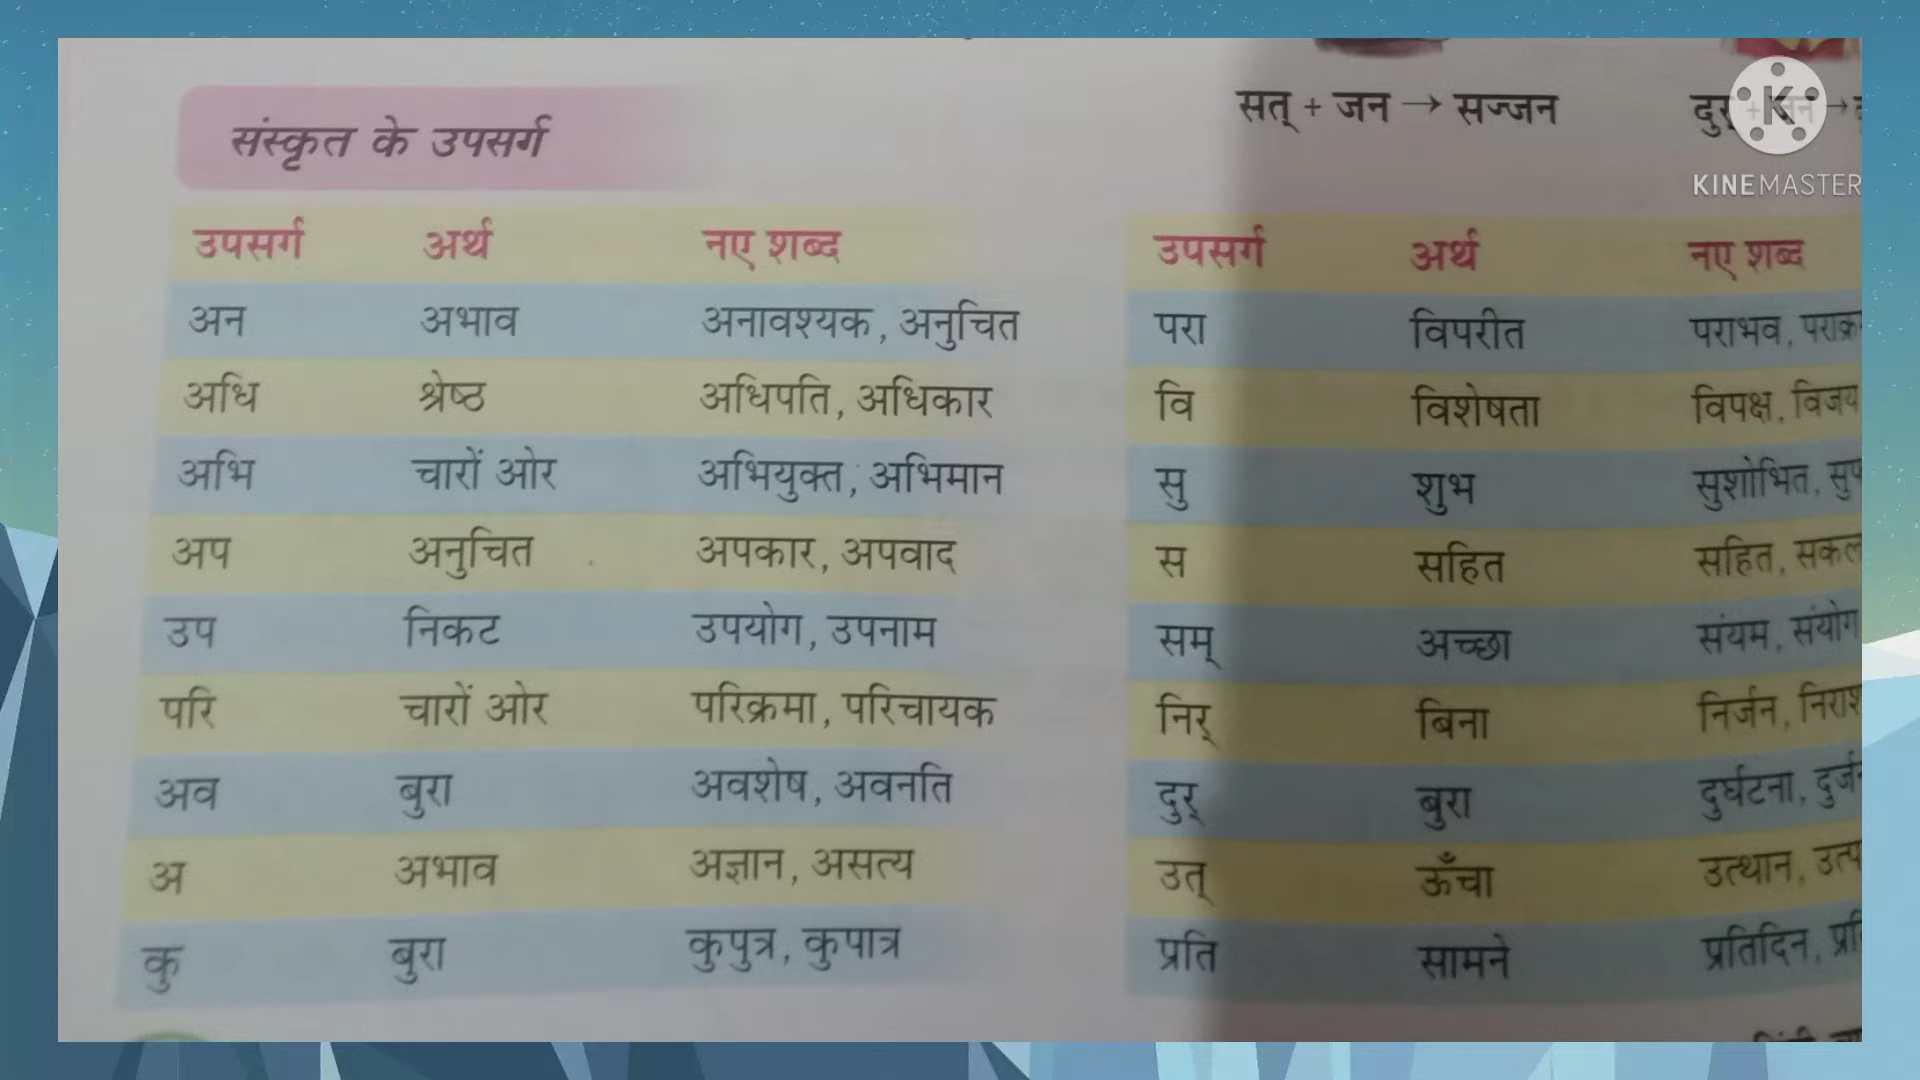 सत् + जन → सज्जन
संस्कृत के उपसर्ग
KINEMASTER
उपसर्ग अर्थ नए शब्द
अन अभाव अनावश्यक, अनुचित
अधि श्रेष्ठ अधिपति, अधिकार
अभि चारों ओर अभियुक्त, अभिमान
अप अनुचित अपकार, अपवाद
उप निकट उपयोग, उपनाम
परि चारों ओर परिक्रमा, परिचायक
अव बुरा अवशेष, अवनति
अ अभाव अज्ञान, असत्य
कु बुरा कुपुत्र, कुपात्र
उपसर्ग अर्थ नए शब्द
परा विपरीत पराभव,
वि विशेषता विपक्ष, विजय
सु शुभ सुशोभित,
स सहित सहित, सकल
सम् अच्छा संयम, संयोग
निर् बिना निर्जन,
दुर् बुरा दुर्घटना,
उत् ऊँचा उत्थान,
प्रति सामने प्रतिदिन,